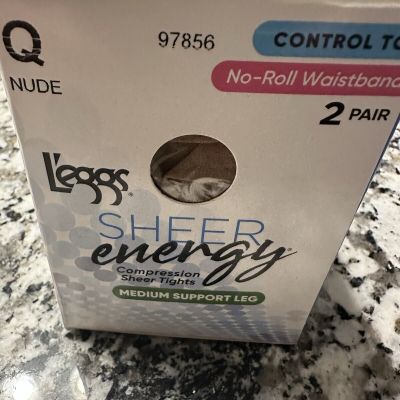 Q
NUDE
97856
CONTROL TO
No-Roll Waistband
2 PAIR
L'eggs®
SHEER
energy®
Compression
Sheer Tights
MEDIUM SUPPORT LEG